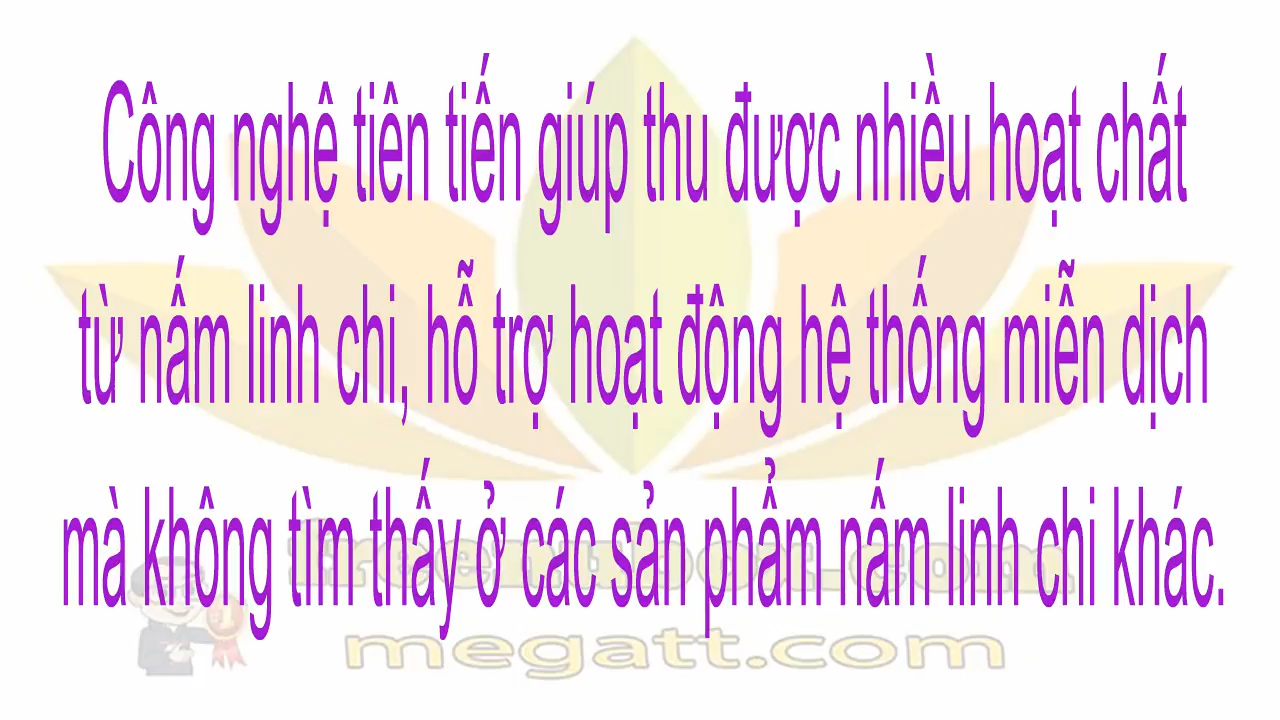 Công nghệ tiên tiến giúp thu được nhiều hoạt chất
từ nấm linh chi, hỗ trợ hoạt động hệ thống miễn dịch
mà không tìm thấy ở các sản phẩm nấm linh chi khác.
megatt.com